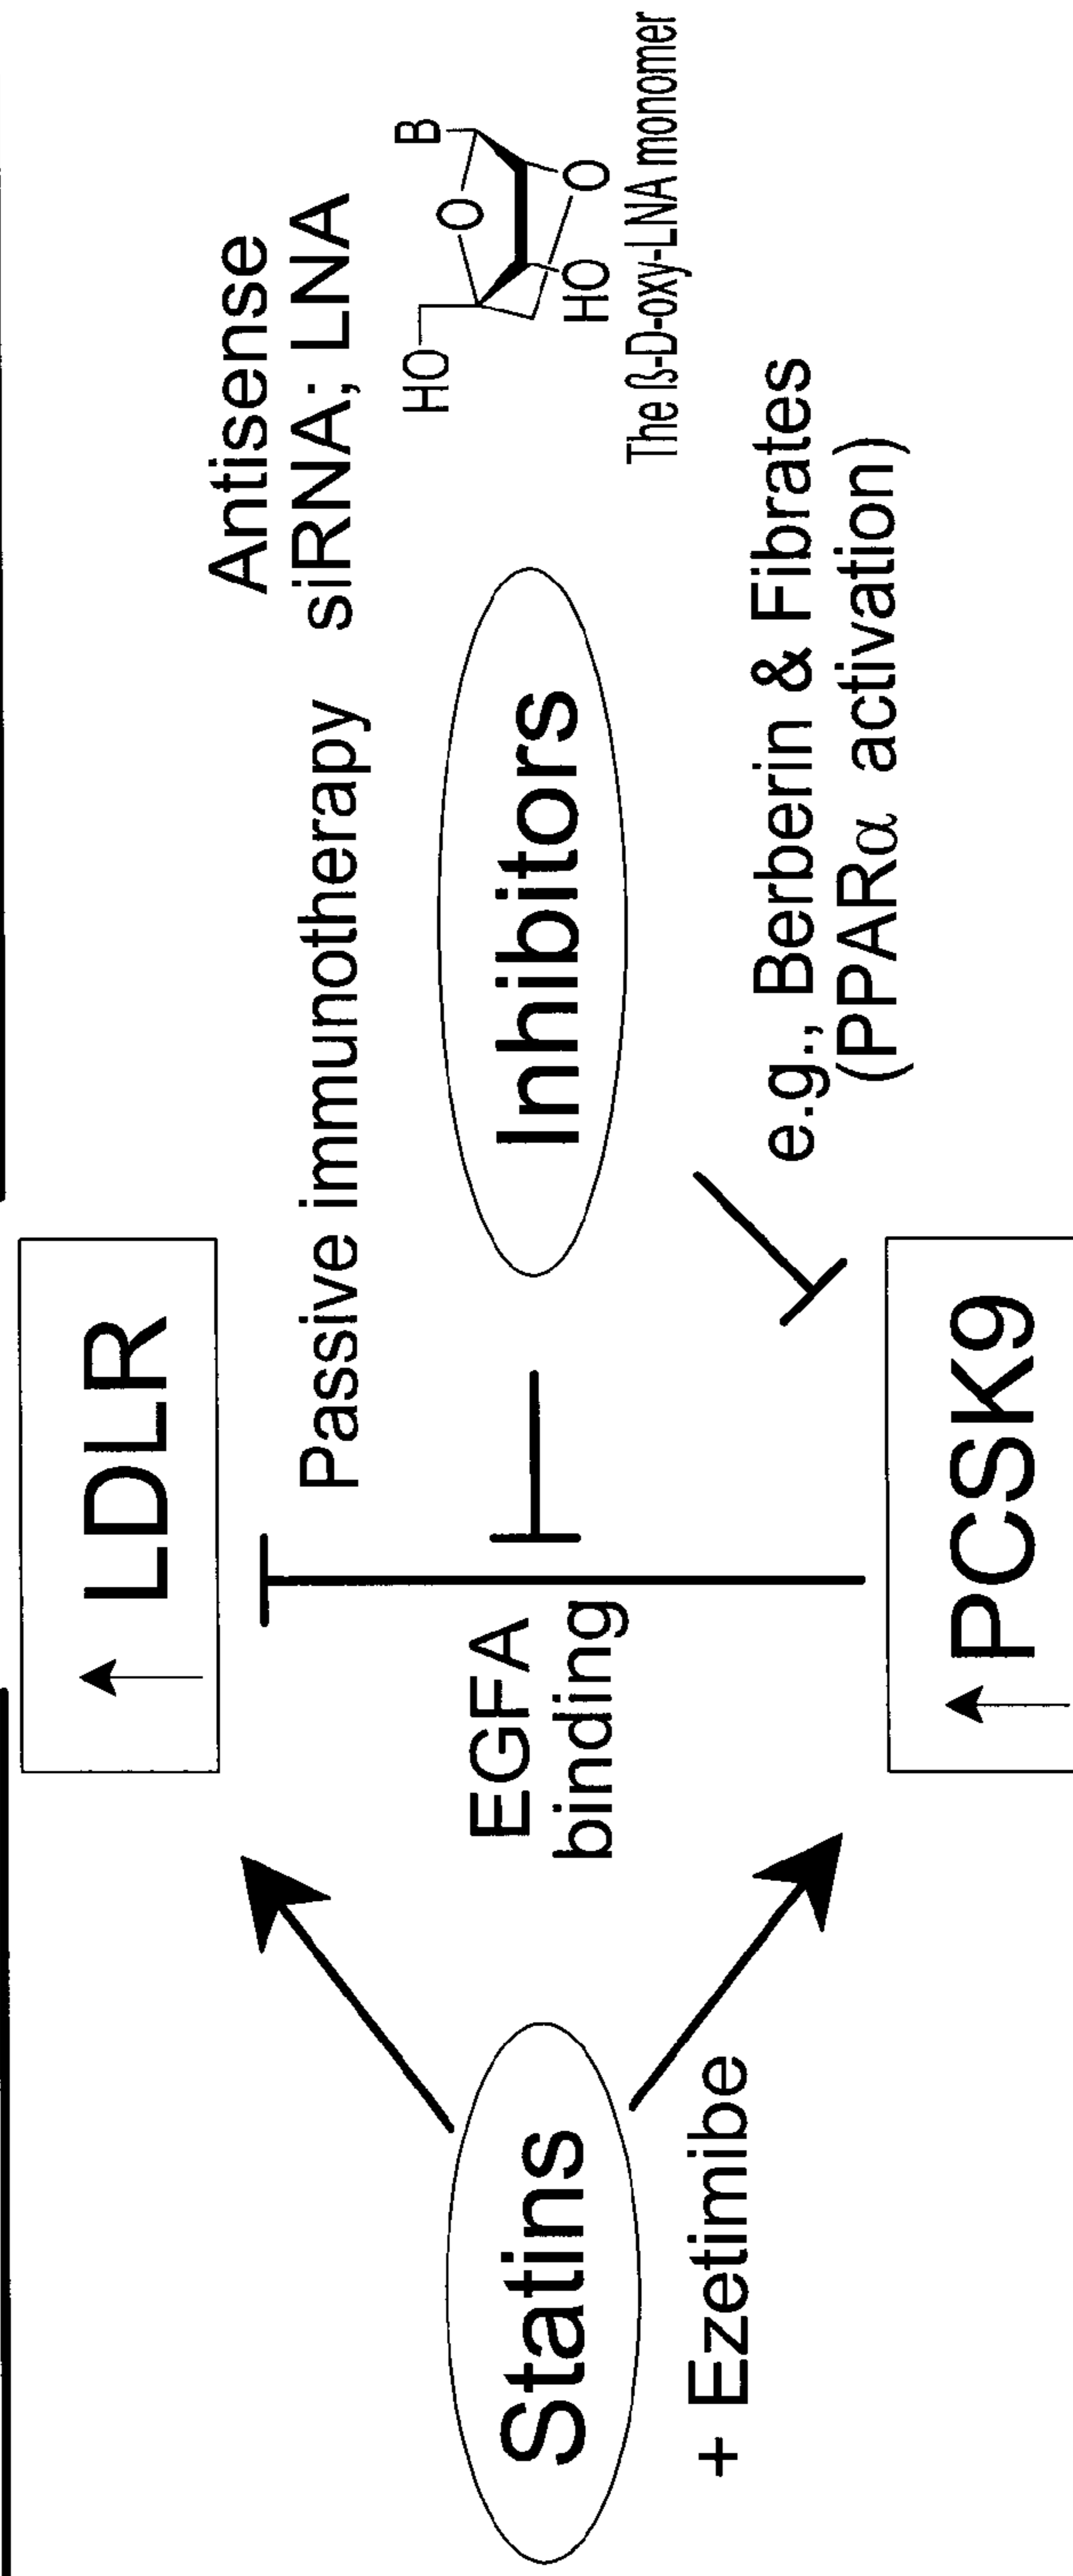 LDLR
Passive immunotherapy
Antisense
siRNA; LNA
HO
O
B
HO
O
The ß-D-oxy-LNA monomer
EGFA
binding
Statins
+ Ezetimibe
Inhibitors
e.g., Berberin & Fibrates
(PPARα activation)
PCSK9